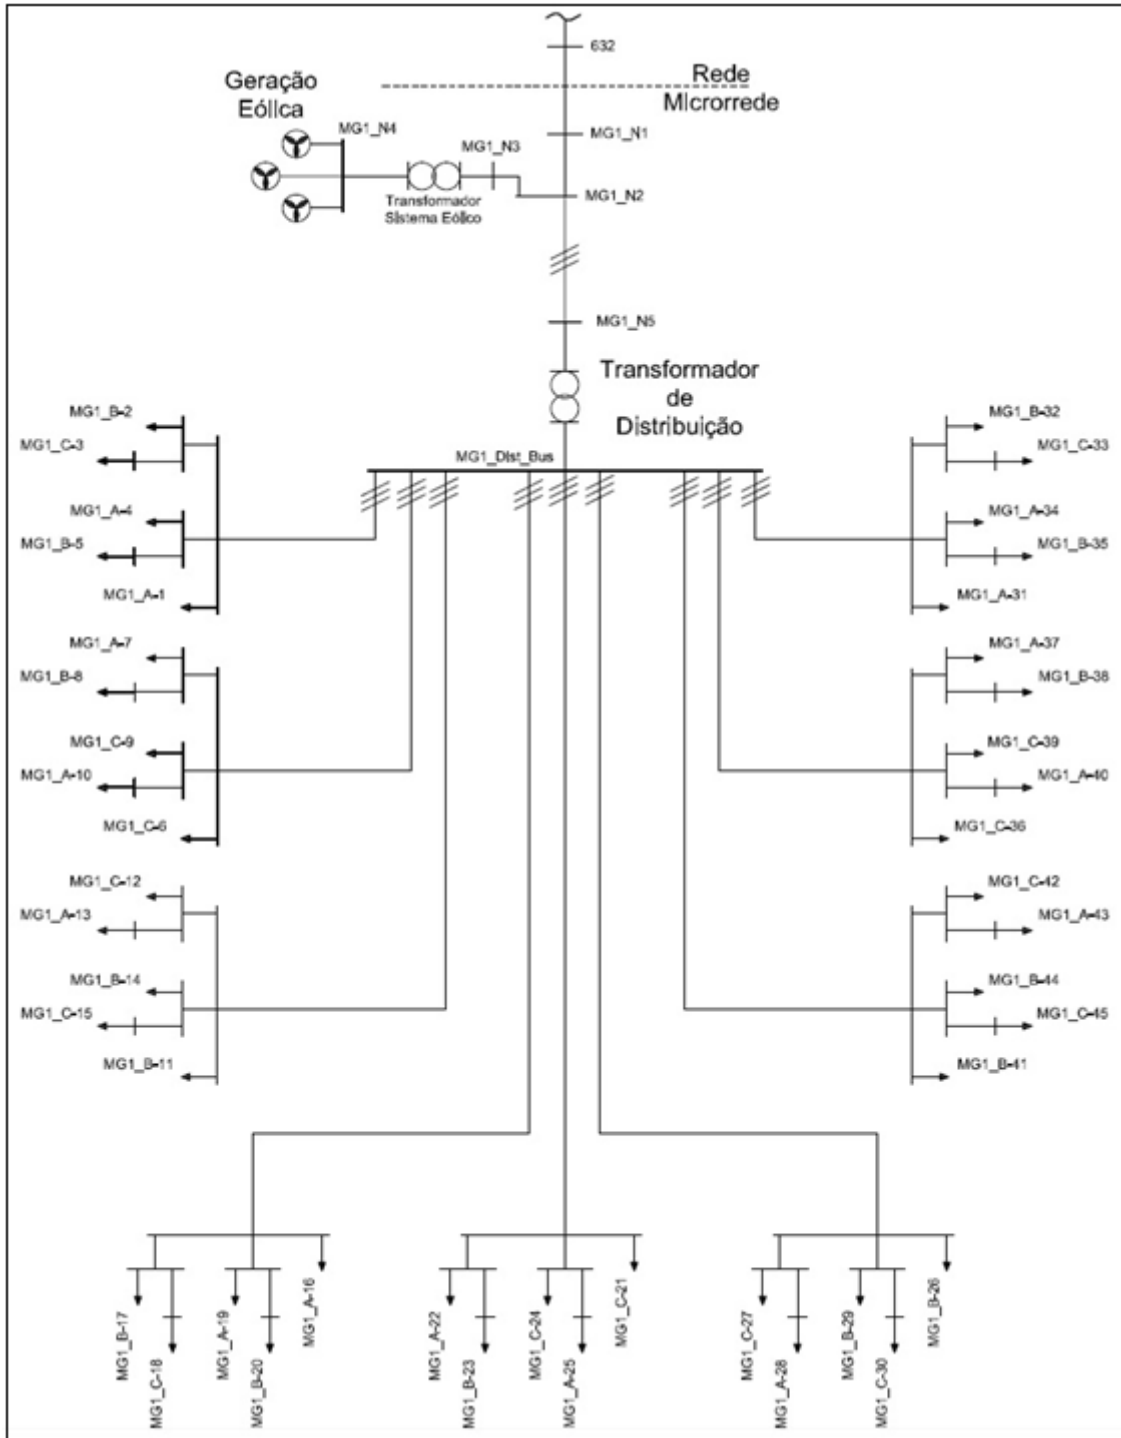 632
Rede
Microrrede
Geração
Eólica
MG1_N4
MG1_N3
MG1_N1
Transformador
Sistema Eólico
MG1_N2
MG1_N5
Transformador
de
Distribuição
MG1_Dist_Bus
MG1_B-2
MG1_C-3
MG1_A-4
MG1_B-5
MG1_A-1
MG1_A-7
MG1_B-8
MG1_C-9
MG1_A-10
MG1_C-6
MG1_C-12
MG1_A-13
MG1_B-14
MG1_C-15
MG1_B-11
MG1_B-32
MG1_C-33
MG1_A-34
MG1_B-35
MG1_A-31
MG1_A-37
MG1_B-38
MG1_C-39
MG1_A-40
MG1_C-36
MG1_C-42
MG1_A-43
MG1_B-44
MG1_C-45
MG1_B-41
MG1_B-17
MG1_C-18
MG1_A-19
MG1_B-20
MG1_A-16
MG1_A-22
MG1_B-23
MG1_C-24
MG1_A-25
MG1_C-21
MG1_C-27
MG1_A-28
MG1_B-29
MG1_C-30
MG1_B-26